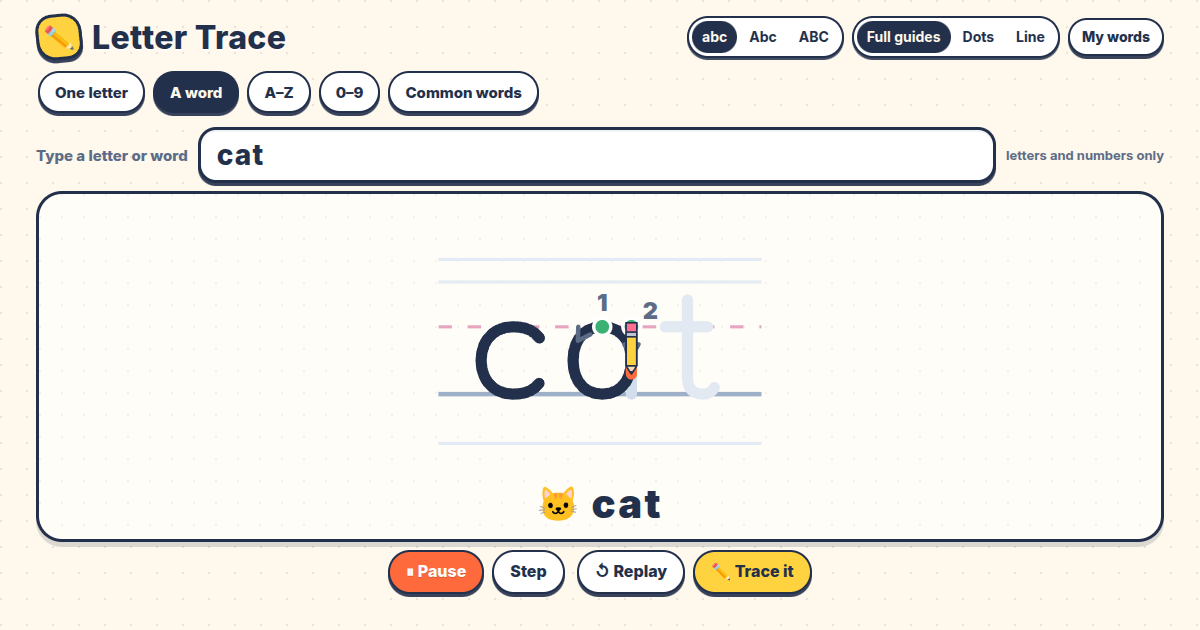 Letter Trace
abc Abc ABC
Full guides Dots Line
My words
One letter
A word
A–Z
0–9
Common words
Type a letter or word
cat
letters and numbers only
1 2
cat
cat
Pause
Step
Replay
Trace it